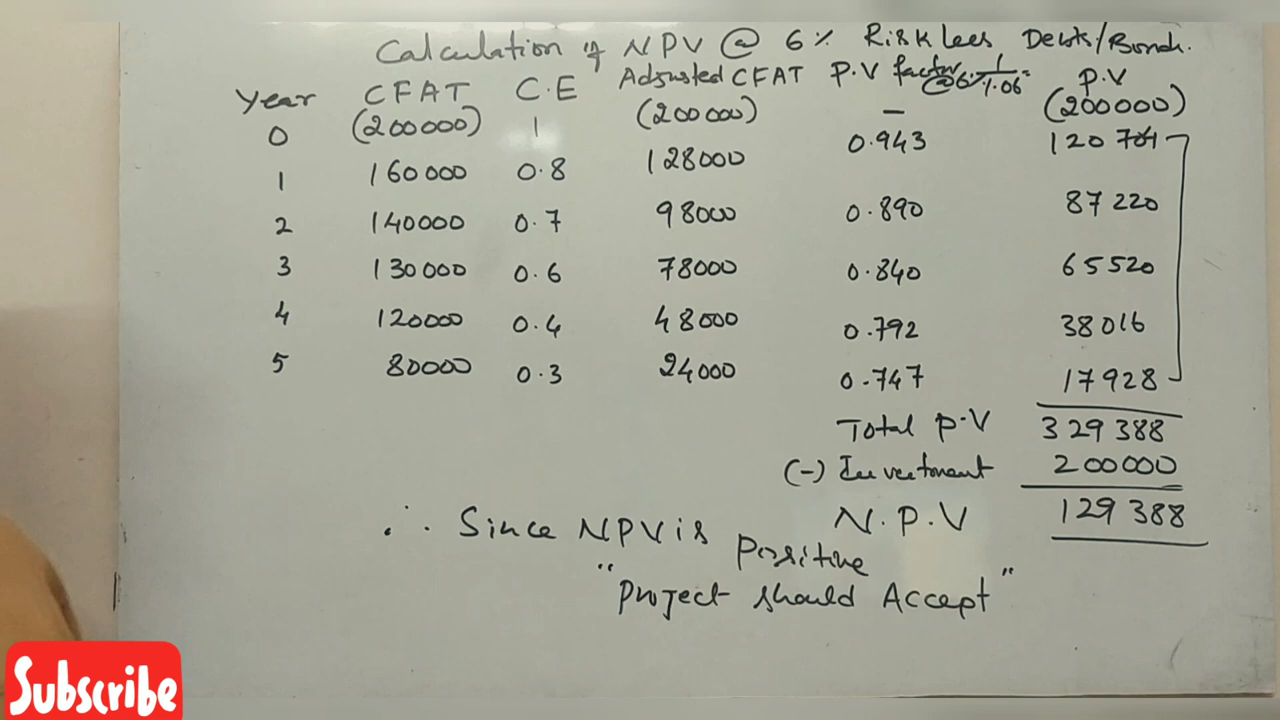 Calculation of NPV @ 6% Riskless Debts/Bonds.
Year CFAT C.E Adjusted CFAT P.V factor @6% 1/1.06= P.V
0 (200000) 1 (200000) — (200000)
1 160000 0.8 128000 0.943 120704
2 140000 0.7 98000 0.890 87220
3 130000 0.6 78000 0.840 65520
4 120000 0.4 48000 0.792 38016
5 80000 0.3 24000 0.747 17928
Total P.V 329388
(-) Investment 200000
N.P.V 129388
∴ Since NPV is Positive
"Project should Accept"
Subscribe